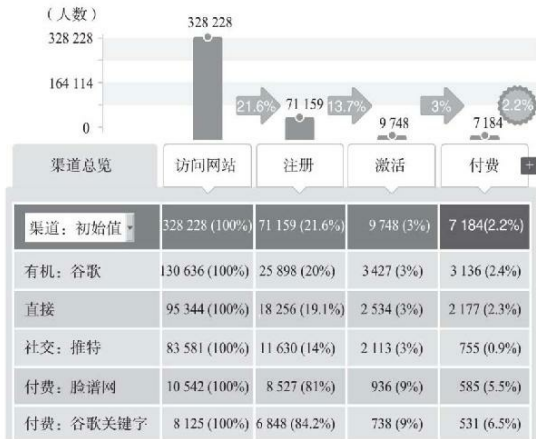 （人数）
328 228
328 228
164 114
21.6%
71 159
13.7%
3%
2.2%
9 748
7 184
0
渠道总览 访问网站 注册 激活 付费 +
渠道：初始值 328 228 (100%) 71 159 (21.6%) 9 748 (3%) 7 184(2.2%)
有机：谷歌 130 636 (100%) 25 898 (20%) 3 427 (3%) 3 136 (2.4%)
直接 95 344 (100%) 18 256 (19.1%) 2 534 (3%) 2 177 (2.3%)
社交：推特 83 581 (100%) 11 630 (14%) 2 113 (3%) 755 (0.9%)
付费：脸谱网 10 542 (100%) 8 527 (81%) 936 (9%) 585 (5.5%)
付费：谷歌关键字 8 125 (100%) 6 848 (84.2%) 738 (9%) 531 (6.5%)